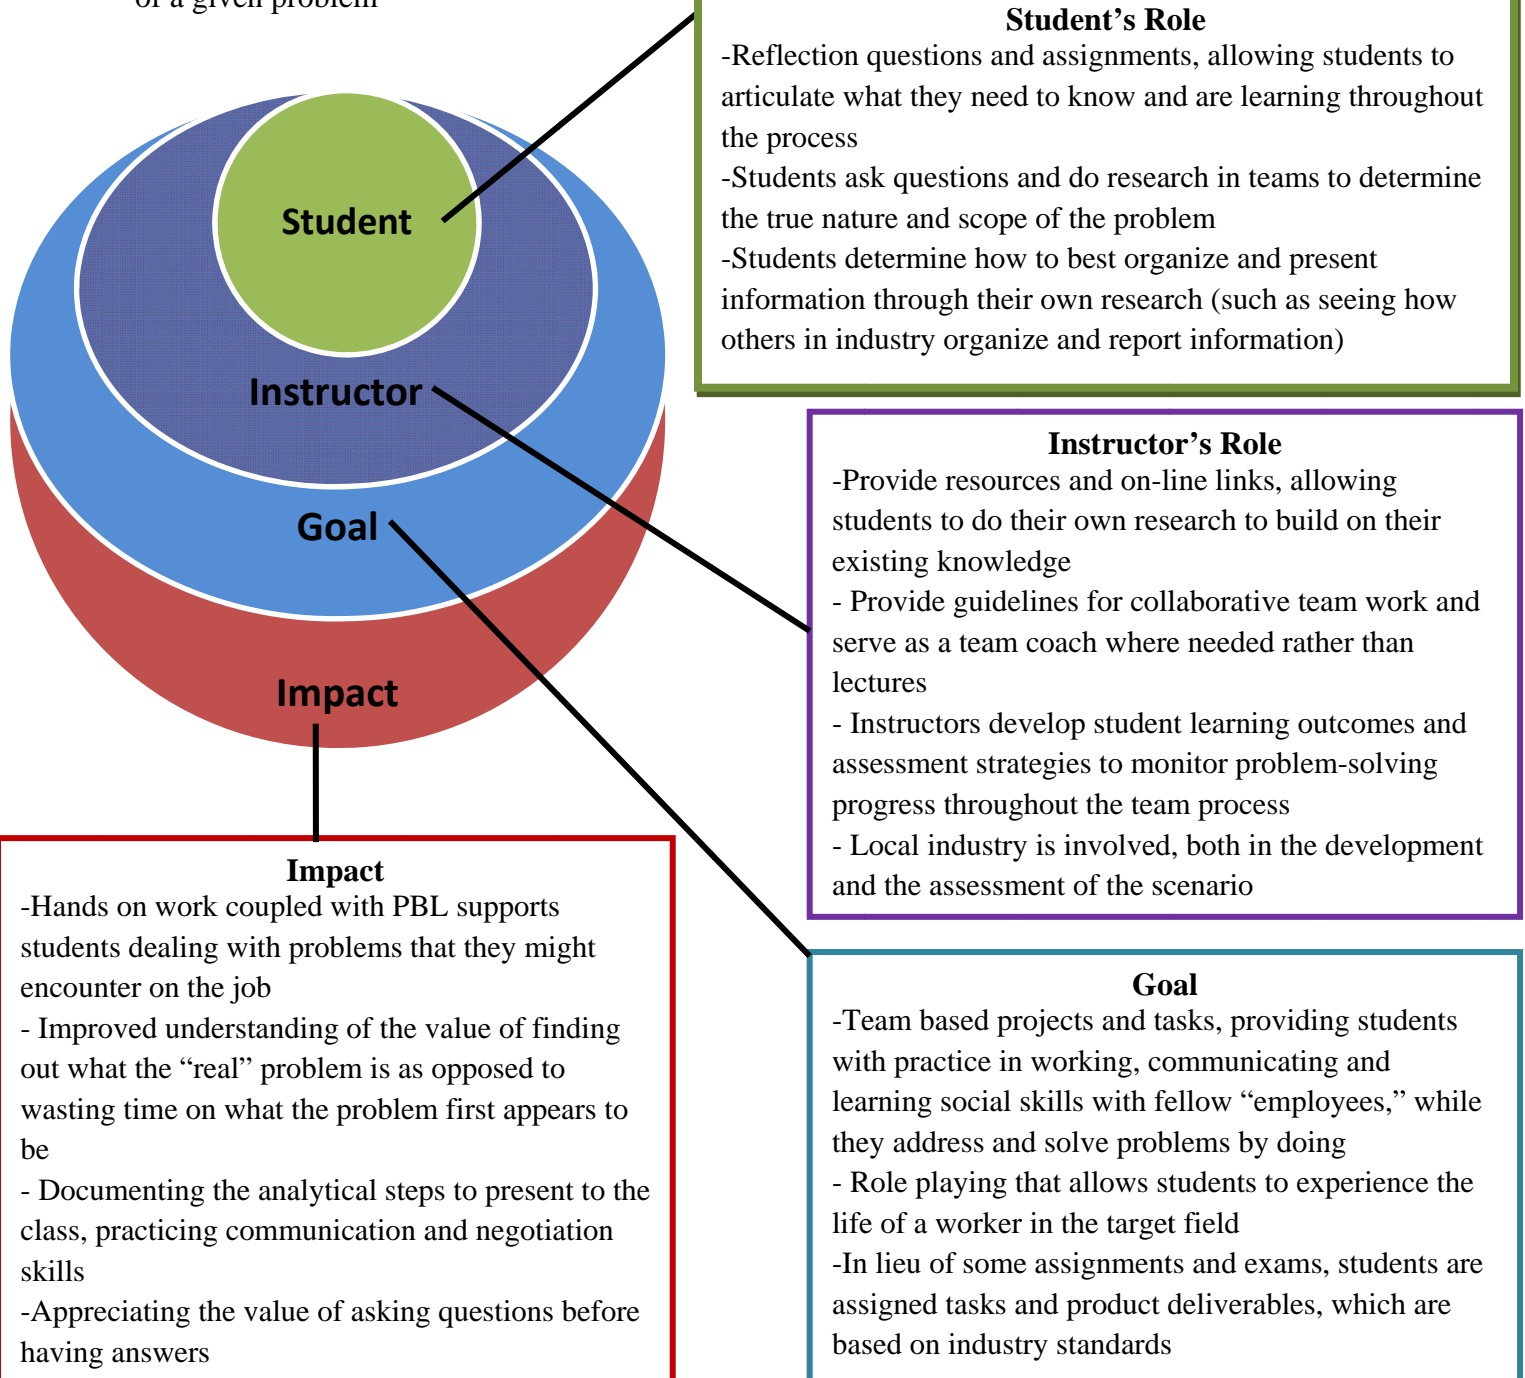 of a given problem
Student’s Role
-Reflection questions and assignments, allowing students to
articulate what they need to know and are learning throughout
the process
-Students ask questions and do research in teams to determine
the true nature and scope of the problem
-Students determine how to best organize and present
information through their own research (such as seeing how
others in industry organize and report information)
Student
Instructor
Goal
Impact
Instructor’s Role
-Provide resources and on-line links, allowing
students to do their own research to build on their
existing knowledge
- Provide guidelines for collaborative team work and
serve as a team coach where needed rather than
lectures
- Instructors develop student learning outcomes and
assessment strategies to monitor problem-solving
progress throughout the team process
- Local industry is involved, both in the development
and the assessment of the scenario
Impact
-Hands on work coupled with PBL supports
students dealing with problems that they might
encounter on the job
- Improved understanding of the value of finding
out what the “real” problem is as opposed to
wasting time on what the problem first appears to
be
- Documenting the analytical steps to present to the
class, practicing communication and negotiation
skills
-Appreciating the value of asking questions before
having answers
Goal
-Team based projects and tasks, providing students
with practice in working, communicating and
learning social skills with fellow “employees,” while
they address and solve problems by doing
- Role playing that allows students to experience the
life of a worker in the target field
-In lieu of some assignments and exams, students are
assigned tasks and product deliverables, which are
based on industry standards